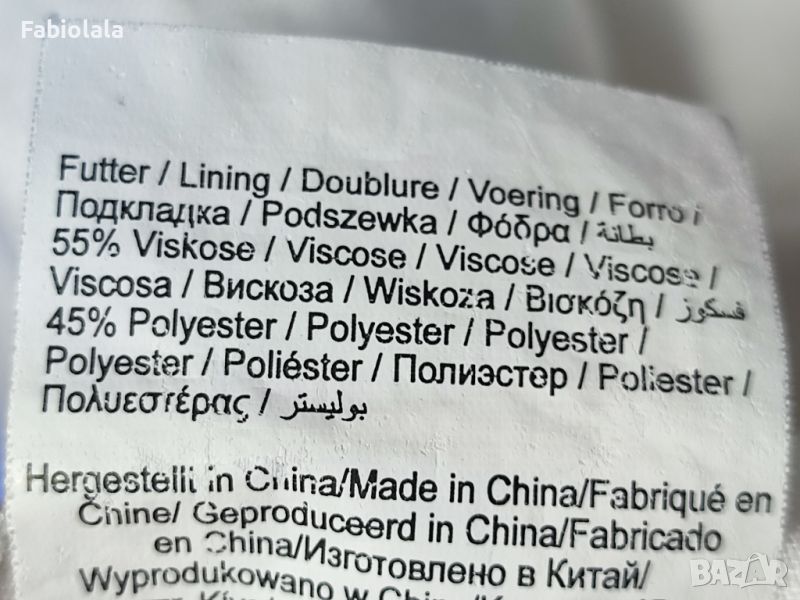 Fabiolala
Futter / Lining / Doublure / Voering / Forro /
Подкладка / Podszewka / Φόδρα / بطانة
55% Viskose / Viscose / Viscose / Viscose /
Viscosa / Вискоза / Wiskoza / Βισκόζη / فسكوز
45% Polyester / Polyester / Polyester /
Polyester / Poliéster / Полиэстер / Poliester /
Πολυεστέρας / بوليستر
Hergestellt in China/Made in China/Fabriqué en
Chine/ Geproduceerd in China/Fabricado
en China/Изготовлено в Китай/
Wyprodukowano w
BAZAR